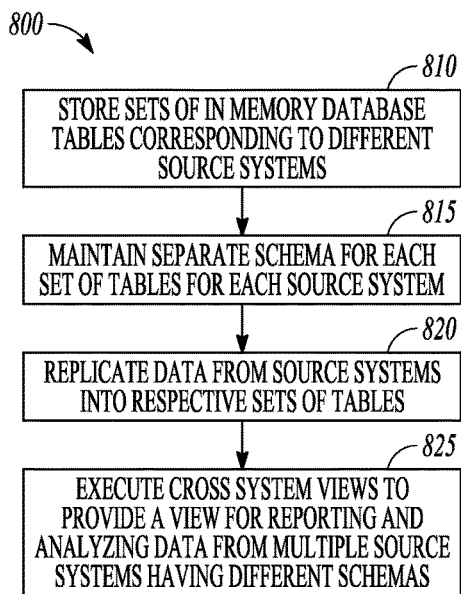 800
810
STORE SETS OF IN MEMORY DATABASE
TABLES CORRESPONDING TO DIFFERENT
SOURCE SYSTEMS
815
MAINTAIN SEPARATE SCHEMA FOR EACH
SET OF TABLES FOR EACH SOURCE SYSTEM
820
REPLICATE DATA FROM SOURCE SYSTEMS
INTO RESPECTIVE SETS OF TABLES
825
EXECUTE CROSS SYSTEM VIEWS TO
PROVIDE A VIEW FOR REPORTING AND
ANALYZING DATA FROM MULTIPLE SOURCE
SYSTEMS HAVING DIFFERENT SCHEMAS